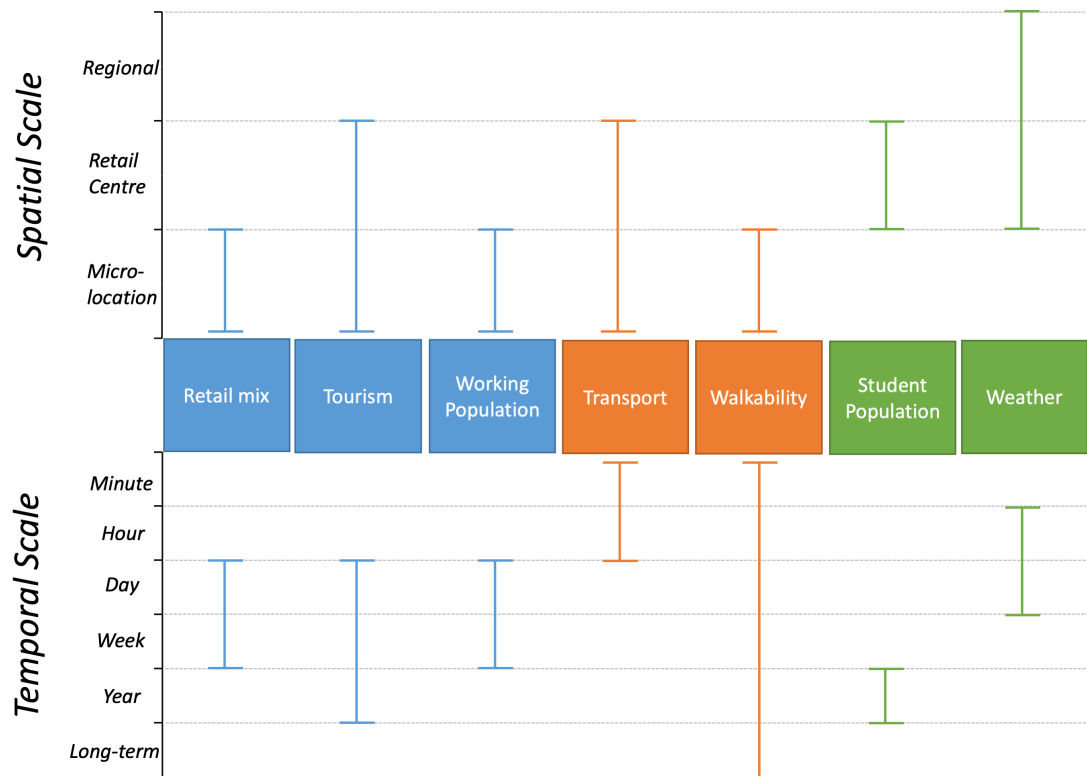 Spatial Scale
Regional
Retail
Centre
Micro-
location
Retail mix
Tourism
Working
Population
Transport
Walkability
Student
Population
Weather
Temporal Scale
Minute
Hour
Day
Week
Year
Long-term